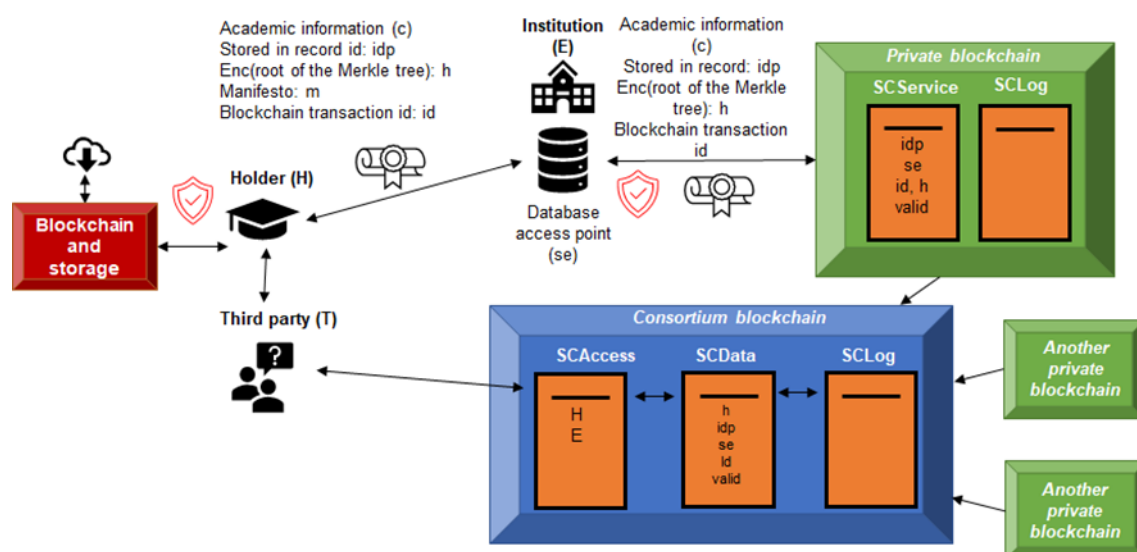 Academic information (c)
Stored in record id: idp
Enc(root of the Merkle tree): h
Manifesto: m
Blockchain transaction id: id
Institution
(E)
Academic information
(c)
Stored in record: idp
Enc(root of the Merkle
tree): h
Blockchain transaction
id
Private blockchain
SCService
SCLog
idp
se
id, h
valid
Holder (H)
Blockchain
and
storage
Database
access point
(se)
Third party (T)
?
Consortium blockchain
SCAccess
SCData
SCLog
H
E
h
idp
se
Id
valid
Another
private
blockchain
Another
private
blockchain